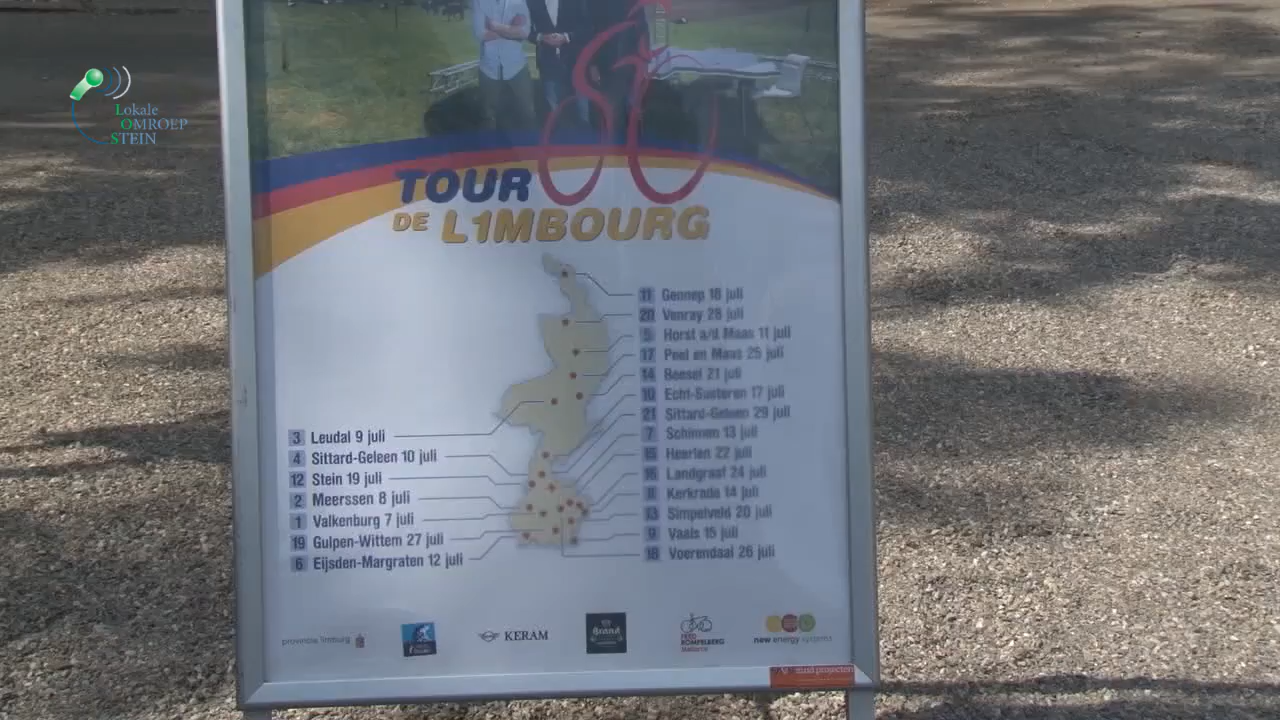 Lokale
OMROEP
STEIN
TOUR
DE L1MBOURG
11 Gennep 18 juli
20 Venray 28 juli
5 Horst a/d Maas 11 juli
17 Peel en Maas 25 juli
14 Beesel 21 juli
10 Echt-Susteren 17 juli
21 Sittard-Geleen 29 juli
7 Schinnen 13 juli
15 Heerlen 22 juli
16 Landgraaf 24 juli
8 Kerkrade 14 juli
13 Simpelveld 20 juli
9 Vaals 15 juli
18 Voerendaal 26 juli
3 Leudal 9 juli
4 Sittard-Geleen 10 juli
12 Stein 19 juli
2 Meerssen 8 juli
1 Valkenburg 7 juli
19 Gulpen-Wittem 27 juli
6 Eijsden-Margraten 12 juli
provincie limburg
KERAM
Brand
FRED
ROMPELBERG
Mallorca
new energy systems
projecten